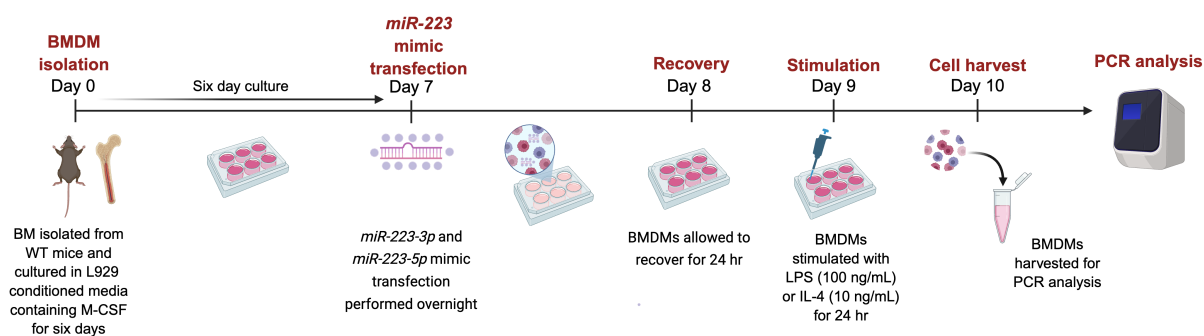 BMDM
isolation
Day 0
Six day culture
miR-223
mimic
transfection
Day 7
Recovery
Day 8
Stimulation
Day 9
Cell harvest
Day 10
PCR analysis
BM isolated from
WT mice and
cultured in L929
conditioned media
containing M-CSF
for six days
miR-223-3p and
miR-223-5p mimic
transfection
performed overnight
BMDMs allowed to
recover for 24 hr
BMDMs
stimulated with
LPS (100 ng/mL)
or IL-4 (10 ng/mL)
for 24 hr
BMDMs
harvested for
PCR analysis